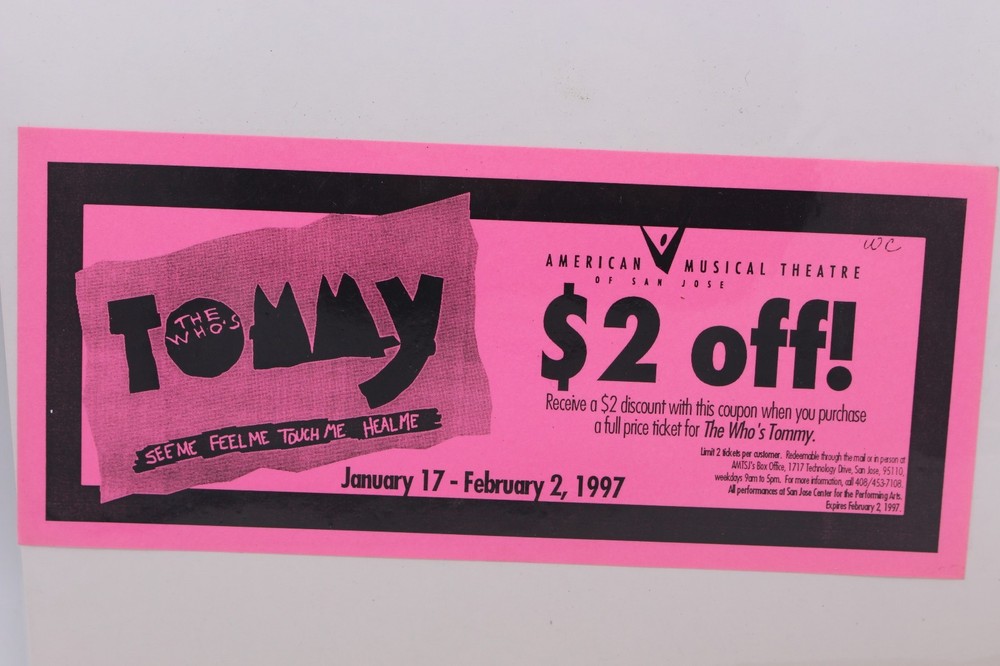 TOMMY
THE
WHO'S
SEE ME FEEL ME TOUCH ME HEAL ME
January 17 - February 2, 1997
WC
AMERICAN MUSICAL THEATRE
OF SAN JOSE
$2 off!
Receive a $2 discount with this coupon when you purchase
a full price ticket for The Who's Tommy.
Limit 2 tickets per customer. Redeemable through the mail or in person at
AMTSJ's Box Office, 1717 Technology Drive, San Jose, 95110,
weekdays 9am to 5pm. For more information, call 408/453-7108.
All performances at San Jose Center for the Performing Arts.
Expires February 2, 1997.